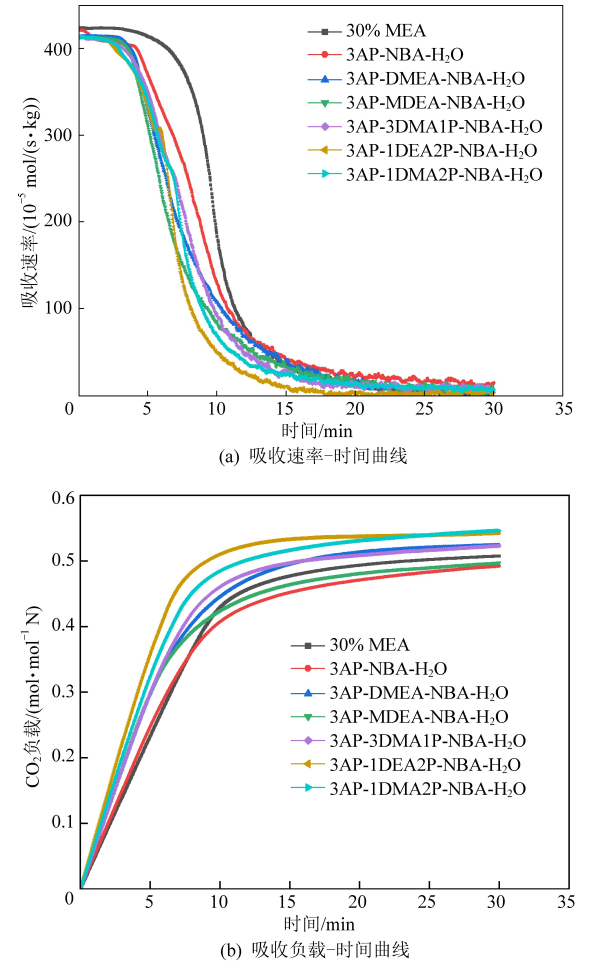 400
300
200
100
0
5
10
15
20
25
30
35
吸收速率/(10⁻⁵ mol/(s·kg))
时间/min
30% MEA
3AP-NBA-H₂O
3AP-DMEA-NBA-H₂O
3AP-MDEA-NBA-H₂O
3AP-3DMA1P-NBA-H₂O
3AP-1DEA2P-NBA-H₂O
3AP-1DMA2P-NBA-H₂O
(a) 吸收速率-时间曲线
0.6
0.5
0.4
0.3
0.2
0.1
0
5
10
15
20
25
30
35
CO₂负载/(mol·mol⁻¹ N)
时间/min
30% MEA
3AP-NBA-H₂O
3AP-DMEA-NBA-H₂O
3AP-MDEA-NBA-H₂O
3AP-3DMA1P-NBA-H₂O
3AP-1DEA2P-NBA-H₂O
3AP-1DMA2P-NBA-H₂O
(b) 吸收负载-时间曲线